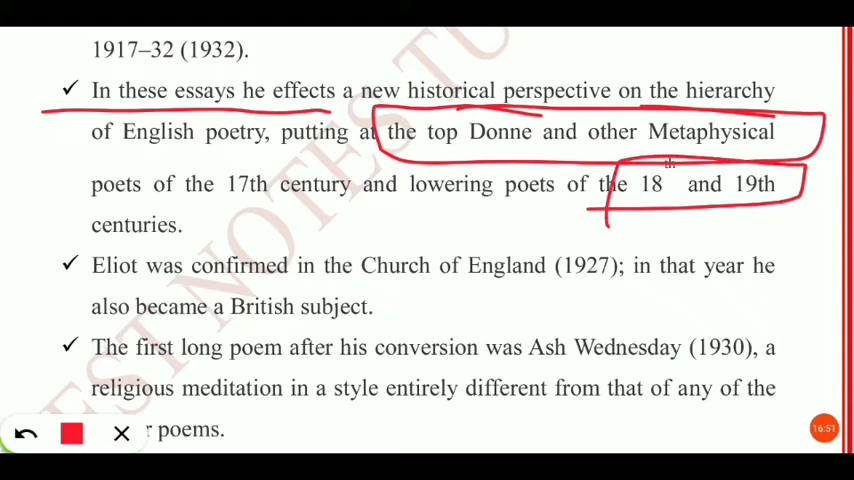 1917–32 (1932).
✓ In these essays he effects a new historical perspective on the hierarchy
of English poetry, putting at the top Donne and other Metaphysical
poets of the 17th century and lowering poets of the 18th and 19th
centuries.
✓ Eliot was confirmed in the Church of England (1927); in that year he
also became a British subject.
✓ The first long poem after his conversion was Ash Wednesday (1930), a
religious meditation in a style entirely different from that of any of the
poems.
16:51
EST NOTES TU